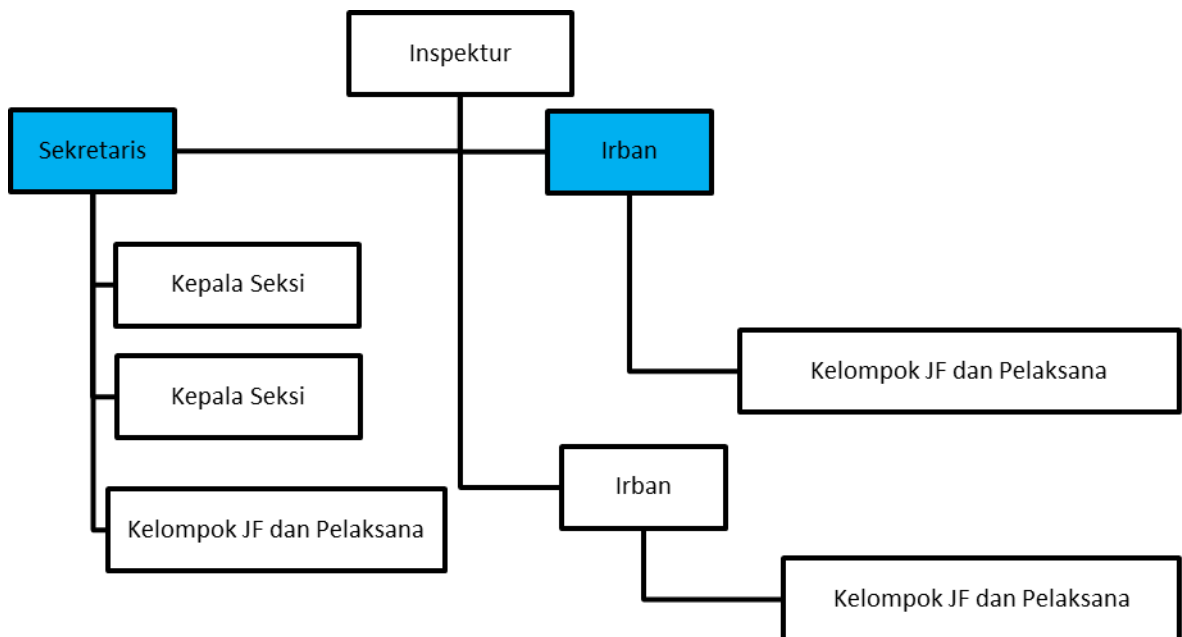 Inspektur
Sekretaris
Irban
Kepala Seksi
Kepala Seksi
Kelompok JF dan Pelaksana
Kelompok JF dan Pelaksana
Irban
Kelompok JF dan Pelaksana